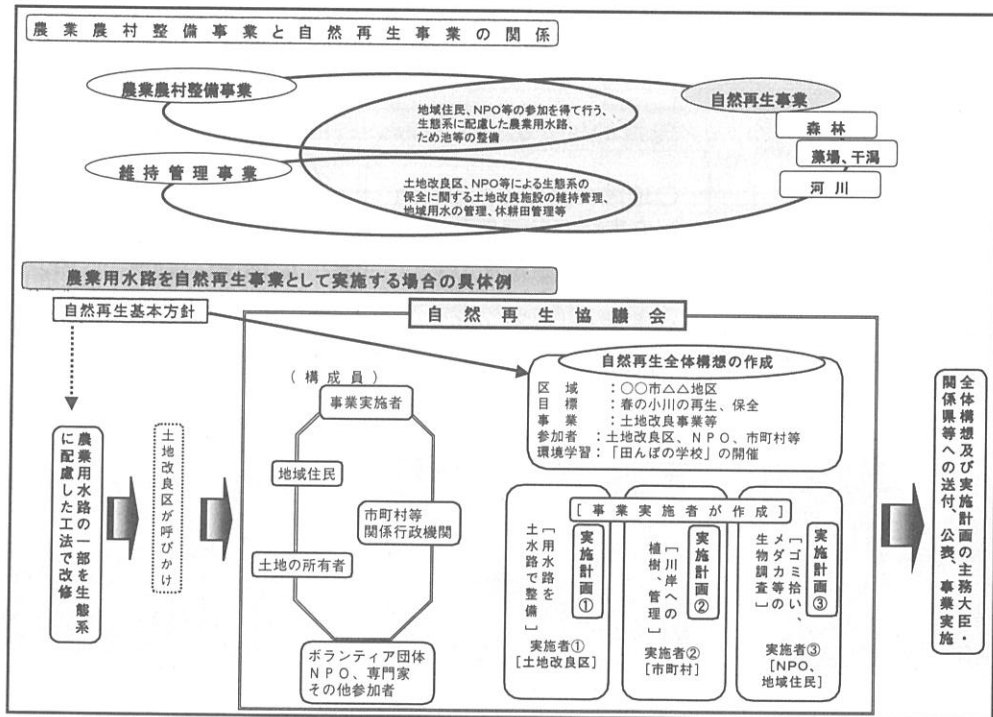 農業農村整備事業と自然再生事業の関係
農業農村整備事業
地域住民、NPO等の参加を得て行う、
生態系に配慮した農業用水路、
ため池等の整備
自然再生事業
森林
藻場、干潟
河川
維持管理事業
土地改良区、NPO等による生態系の
保全に関する土地改良施設の維持管理、
地域用水の管理、休耕田管理等
農業用水路を自然再生事業として実施する場合の具体例
自然再生基本方針
自然再生協議会
農業用水路の一部を生態系
に配慮した工法で改修
土地改良区が呼びかけ
(構成員)
事業実施者
地域住民
市町村等
関係行政機関
土地の所有者
ボランティア団体
NPO、専門家
その他参加者
自然再生全体構想の作成
区域:○○市△△地区
目標:春の小川の再生、保全
事業:土地改良事業等
参加者:土地改良区、NPO、市町村等
環境学習:「田んぼの学校」の開催
[事業実施者が作成]
実施計画①
[用水路を
土水路で整備]
実施者①
[土地改良区]
実施計画②
[川岸への
植樹、管理]
実施者②
[市町村]
実施計画③
[ゴミ拾い、
メダカ等の
生物調査]
実施者③
[NPO、
地域住民]
全体構想及び実施計画の主務大臣・
関係県等への送付、公表、事業実施